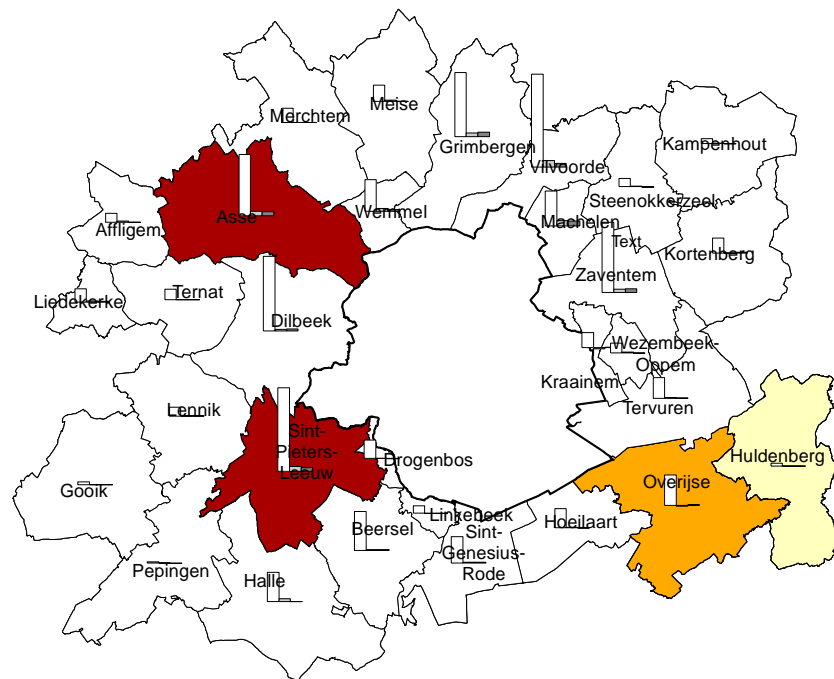 Meise
Merchtem
Grimbergen
Vilvoorde
Kampenhout
Steenokkerzeel
Asse
Wemmel
Machelen
Affligem
Text
Kortenberg
Zaventem
Liedekerke
Ternat
Dilbeek
Wezembeek-
Oppem
Kraainem
Tervuren
Lennik
Sint-
Pieters-
Leeuw
Drogenbos
Huldenberg
Overijse
Gooik
Linkebeek
Hoeilaart
Beersel
Sint-
Genesius-
Rode
Pepingen
Halle